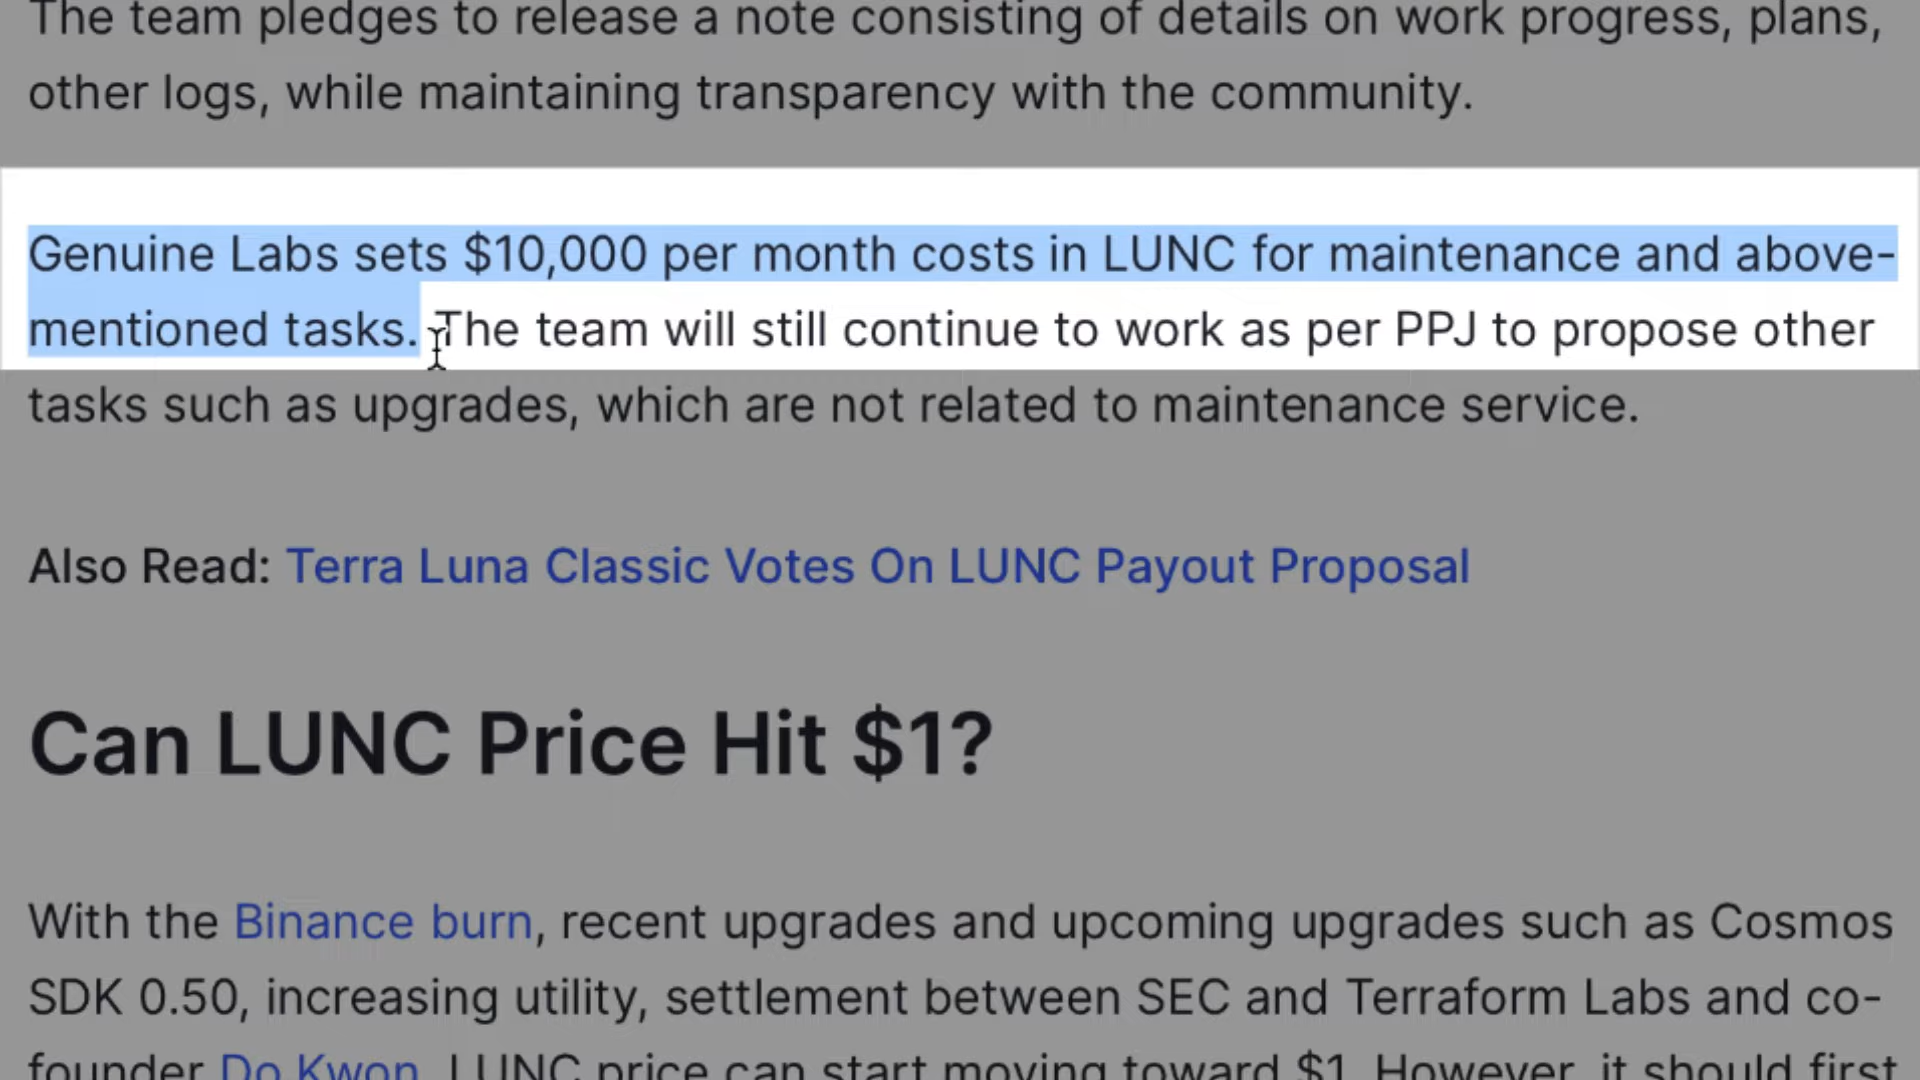 The team pledges to release a note consisting of details on work progress, plans,
other logs, while maintaining transparency with the community.
Genuine Labs sets $10,000 per month costs in LUNC for maintenance and above-
mentioned tasks. The team will still continue to work as per PPJ to propose other
tasks such as upgrades, which are not related to maintenance service.
Also Read: Terra Luna Classic Votes On LUNC Payout Proposal
Can LUNC Price Hit $1?
With the Binance burn, recent upgrades and upcoming upgrades such as Cosmos
SDK 0.50, increasing utility, settlement between SEC and Terraform Labs and co-
founder Do Kwon, LUNC price can start moving toward $1. However, it should first